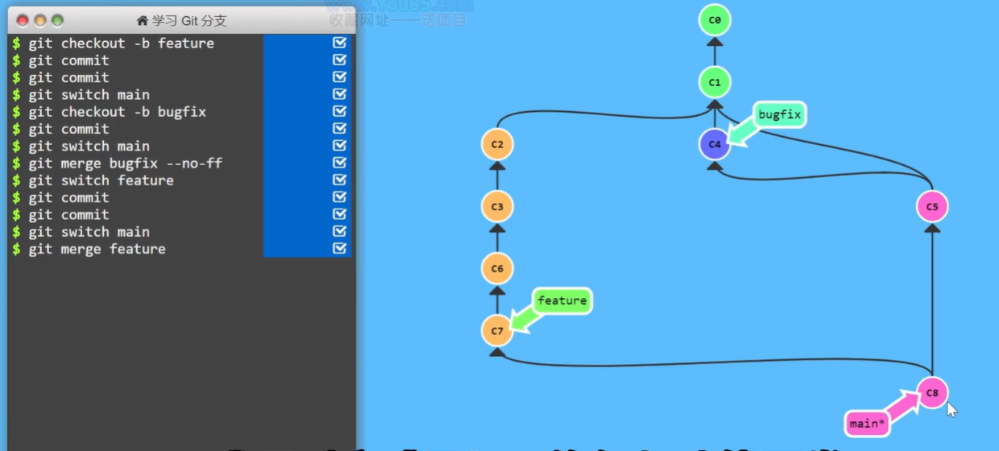 www.You85.com
收藏网址——送项目
学习 Git 分支
$ git checkout -b feature
$ git commit
$ git commit
$ git switch main
$ git checkout -b bugfix
$ git commit
$ git switch main
$ git merge bugfix --no-ff
$ git switch feature
$ git commit
$ git commit
$ git switch main
$ git merge feature
C0
C1
bugfix
C2
C4
C3
C5
C6
feature
C7
C8
main*